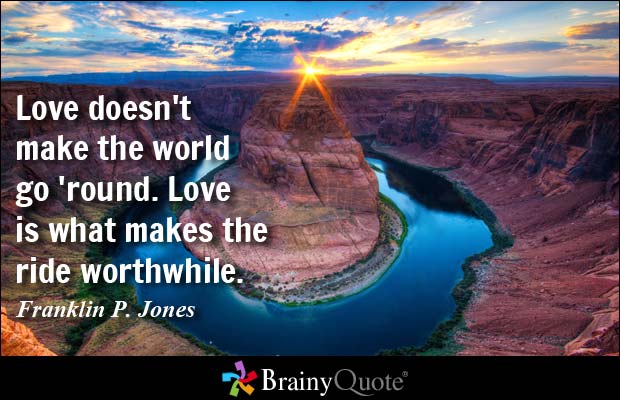 Love doesn't
make the world
go 'round. Love
is what makes the
ride worthwhile.
Franklin P. Jones
BrainyQuote®